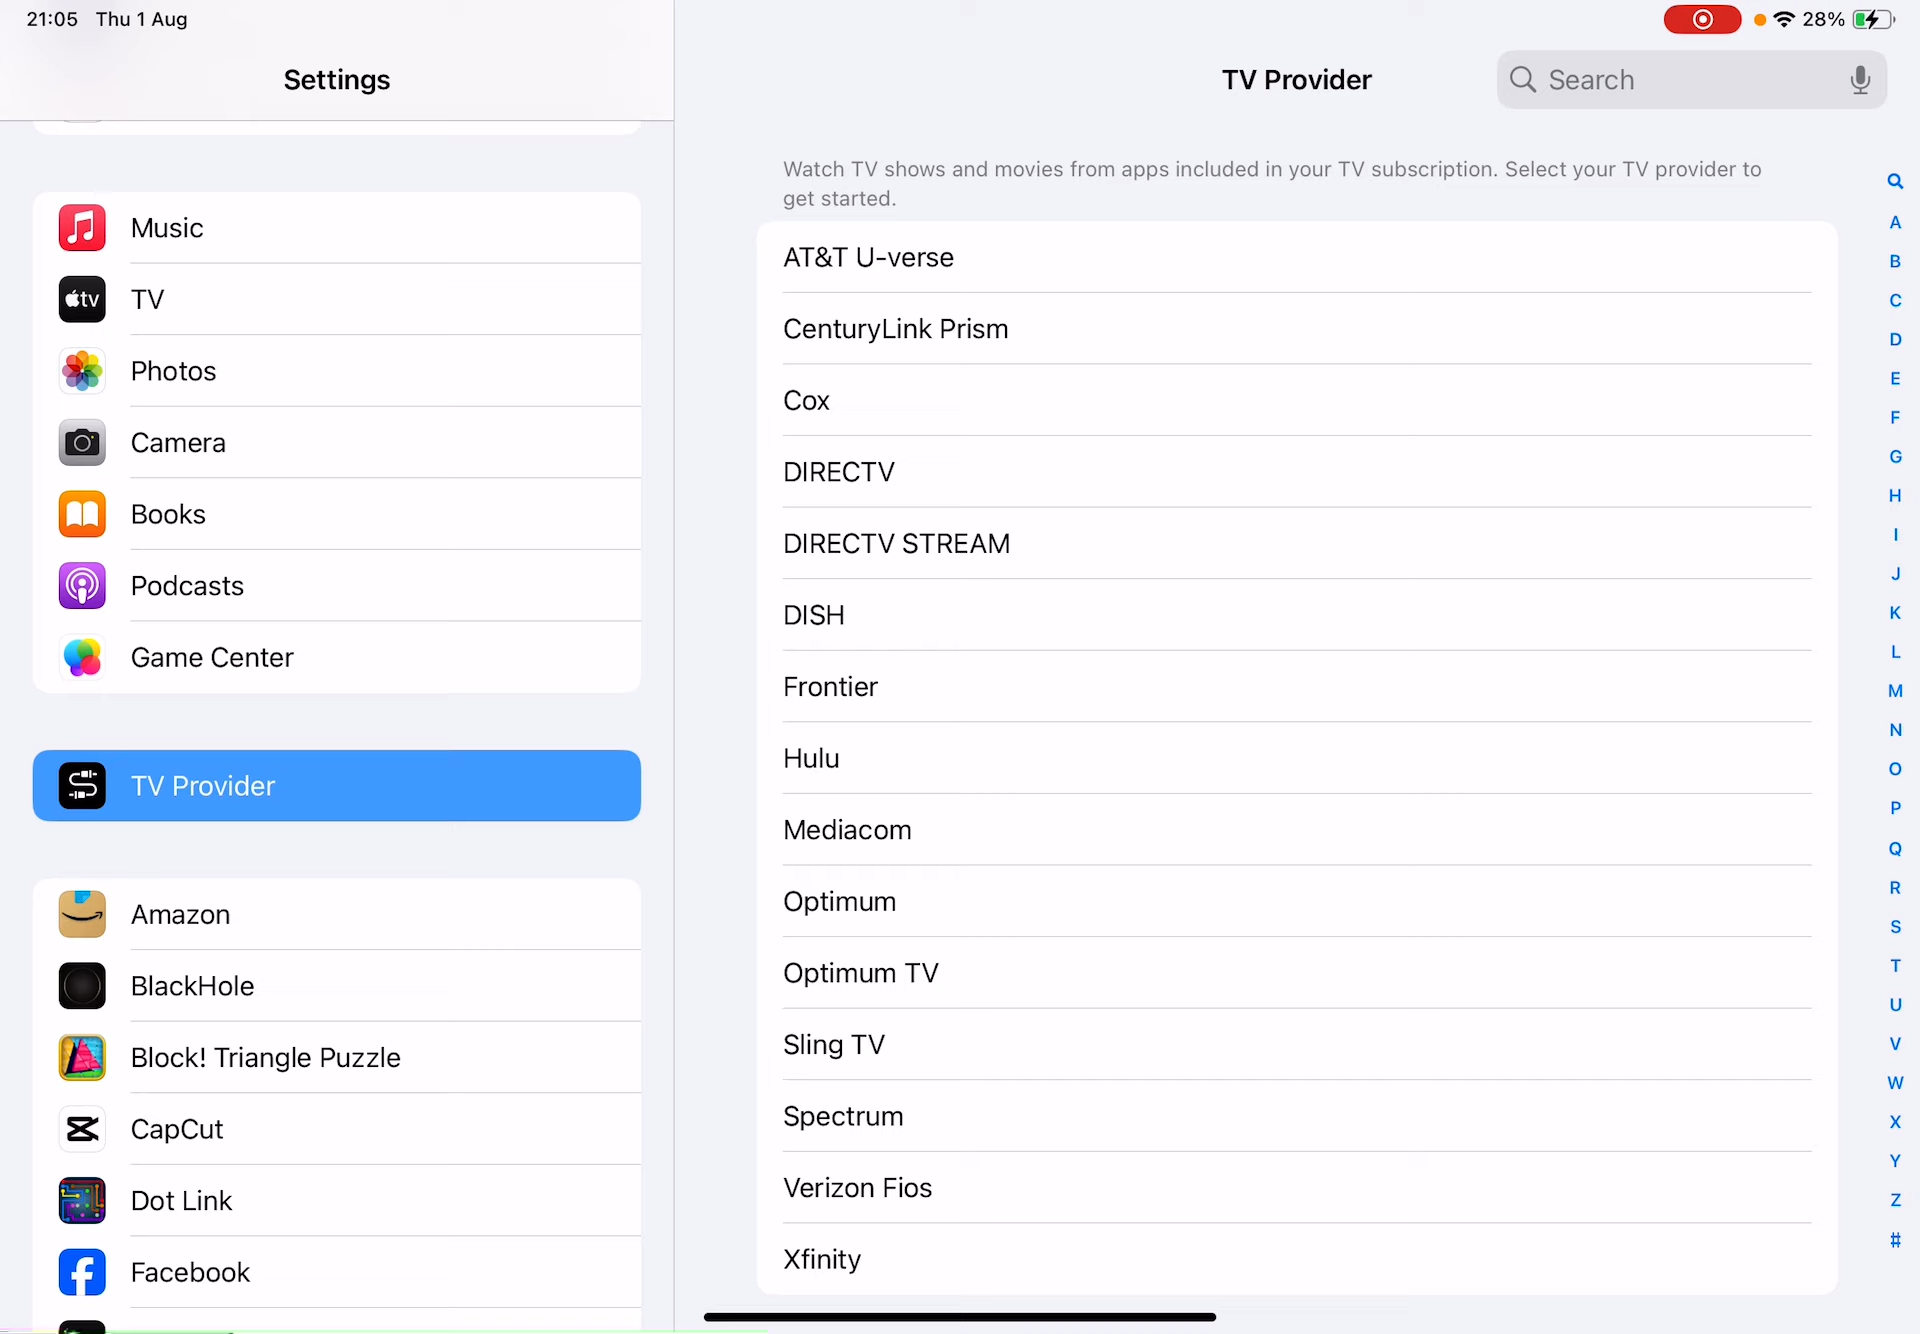 21:05 Thu 1 Aug
28%
Settings
Music
tv
TV
Photos
Camera
Books
Podcasts
Game Center
TV Provider
Amazon
BlackHole
Block! Triangle Puzzle
CapCut
Dot Link
Facebook
TV Provider
Search
Watch TV shows and movies from apps included in your TV subscription. Select your TV provider to
get started.
AT&T U-verse
CenturyLink Prism
Cox
DIRECTV
DIRECTV STREAM
DISH
Frontier
Hulu
Mediacom
Optimum
Optimum TV
Sling TV
Spectrum
Verizon Fios
Xfinity
A
B
C
D
E
F
G
H
I
J
K
L
M
N
O
P
Q
R
S
T
U
V
W
X
Y
Z
#